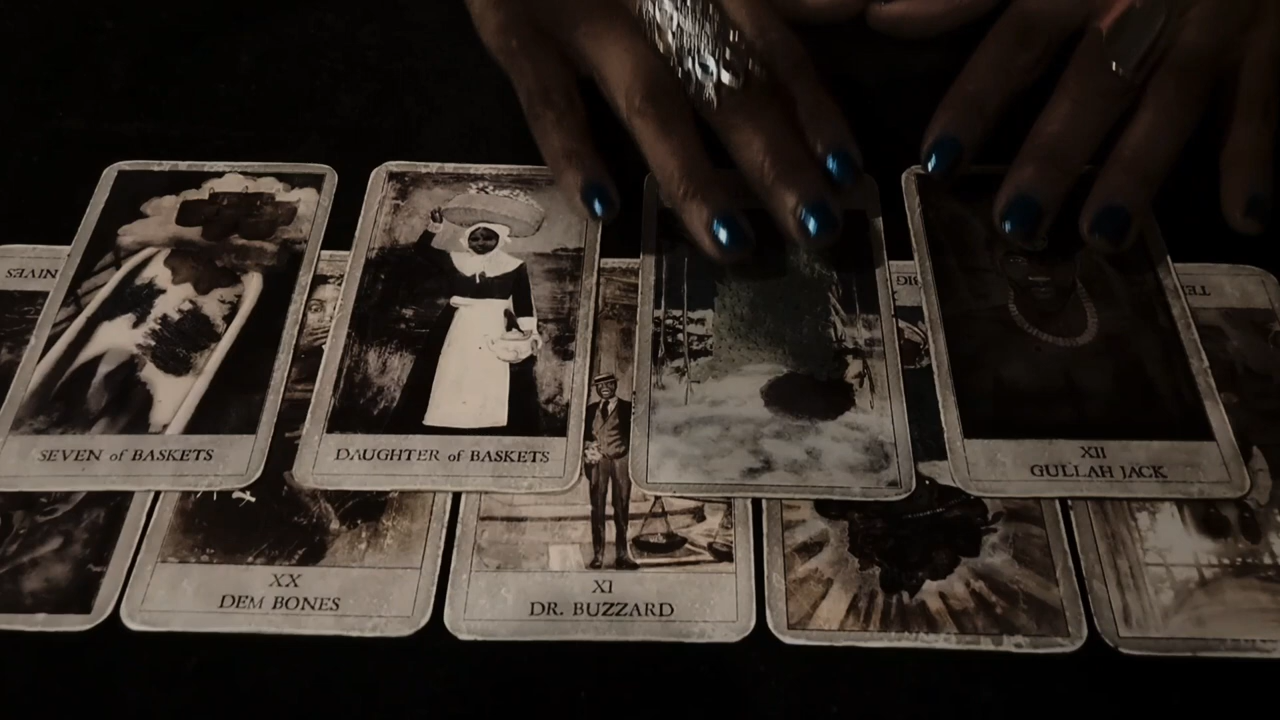 SEVEN of BASKETS
DAUGHTER of BASKETS
XII
GULLAH JACK
XX
DEM BONES
XI
DR. BUZZARD